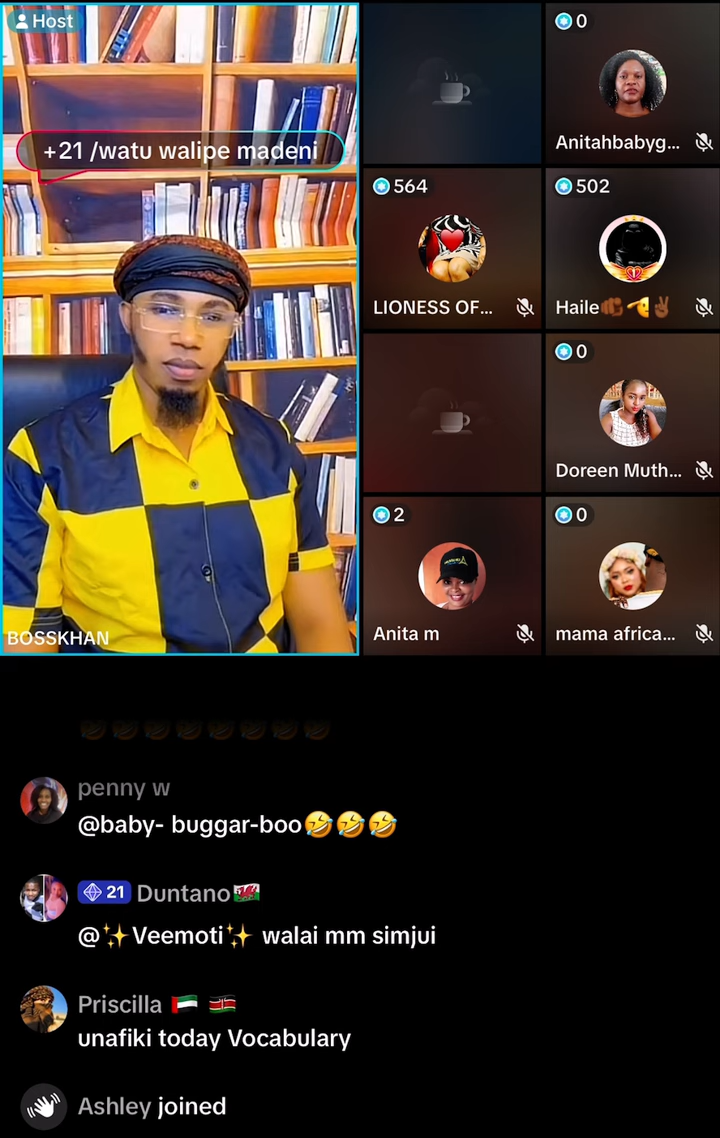 Host
+21 /watu walipe madeni
BOSSKHAN
0
Anitahbabyg...
564
LIONESS OF...
502
Haile🫵🏾🫲✌🏾
0
Doreen Muth...
2
Anita m
0
mama africa...
🤣🤣🤣🤣🤣🤣🤣🤣
penny w
@baby- buggar-boo🤣🤣🤣
21 Duntano🏴󠁧󠁢󠁷󠁬󠁳󠁿
@✨Veemoti✨ walai mm simjui
Priscilla 🇦🇪 🇰🇪
unafiki today Vocabulary
Ashley joined